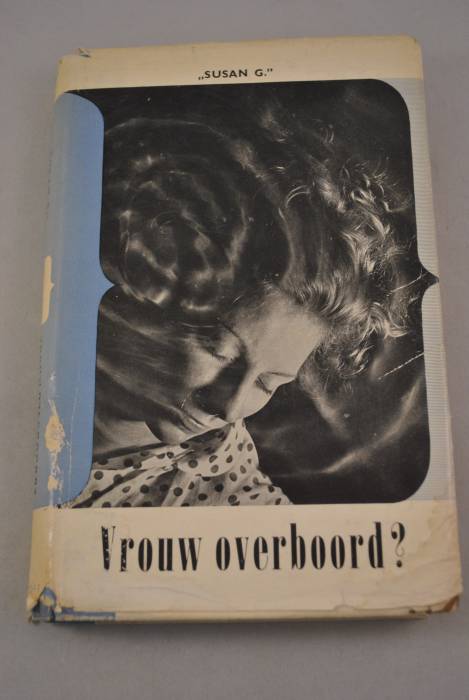 „SUSAN G.”
Vrouw overboord?